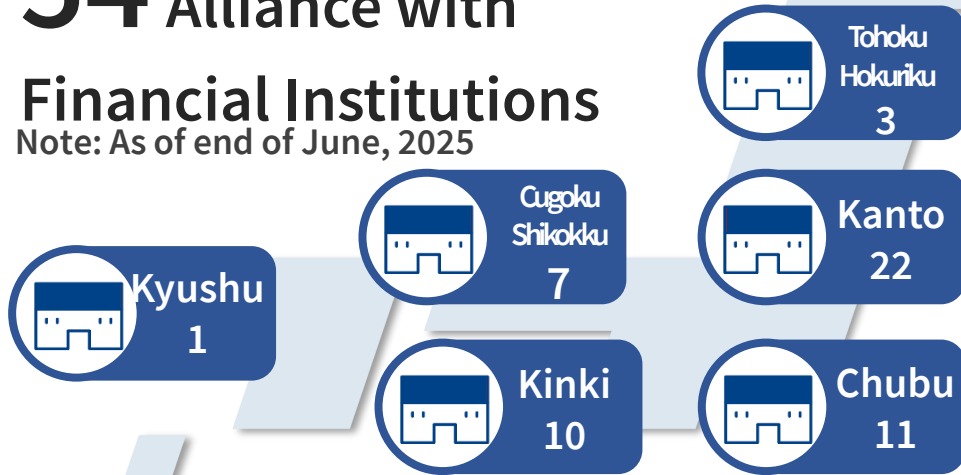 54 Alliance with
Financial Institutions
Note: As of end of June, 2025
Tohoku
Hokuriku
3
Cugoku
Shikokku
7
Kanto
22
Kyushu
1
Kinki
10
Chubu
11